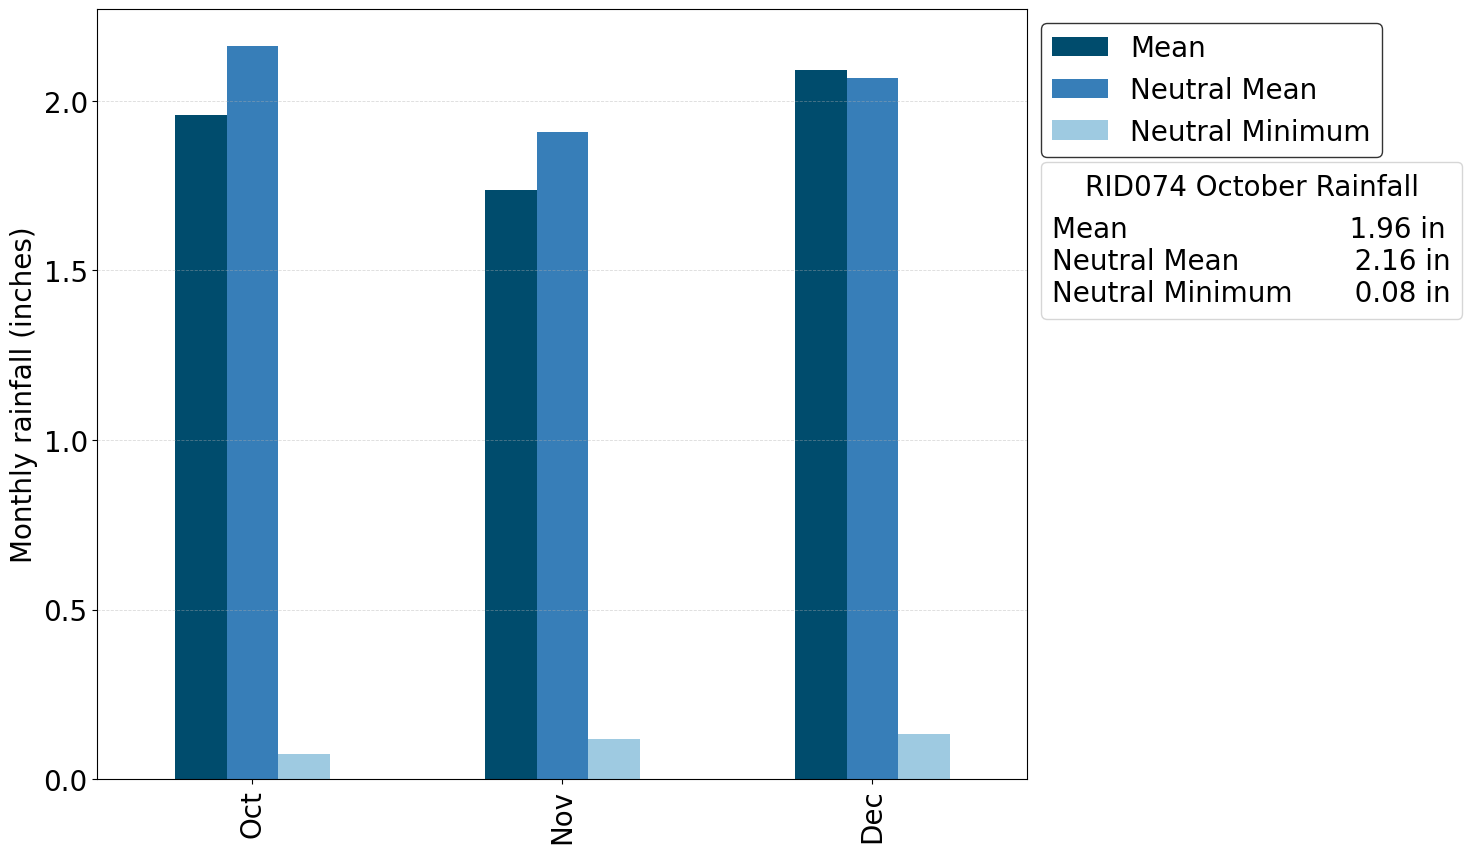 Mean
Neutral Mean
Neutral Minimum
RID074 October Rainfall
Mean 1.96 in
Neutral Mean 2.16 in
Neutral Minimum 0.08 in
Monthly rainfall (inches)
2.0
1.5
1.0
0.5
0.0
Oct
Nov
Dec